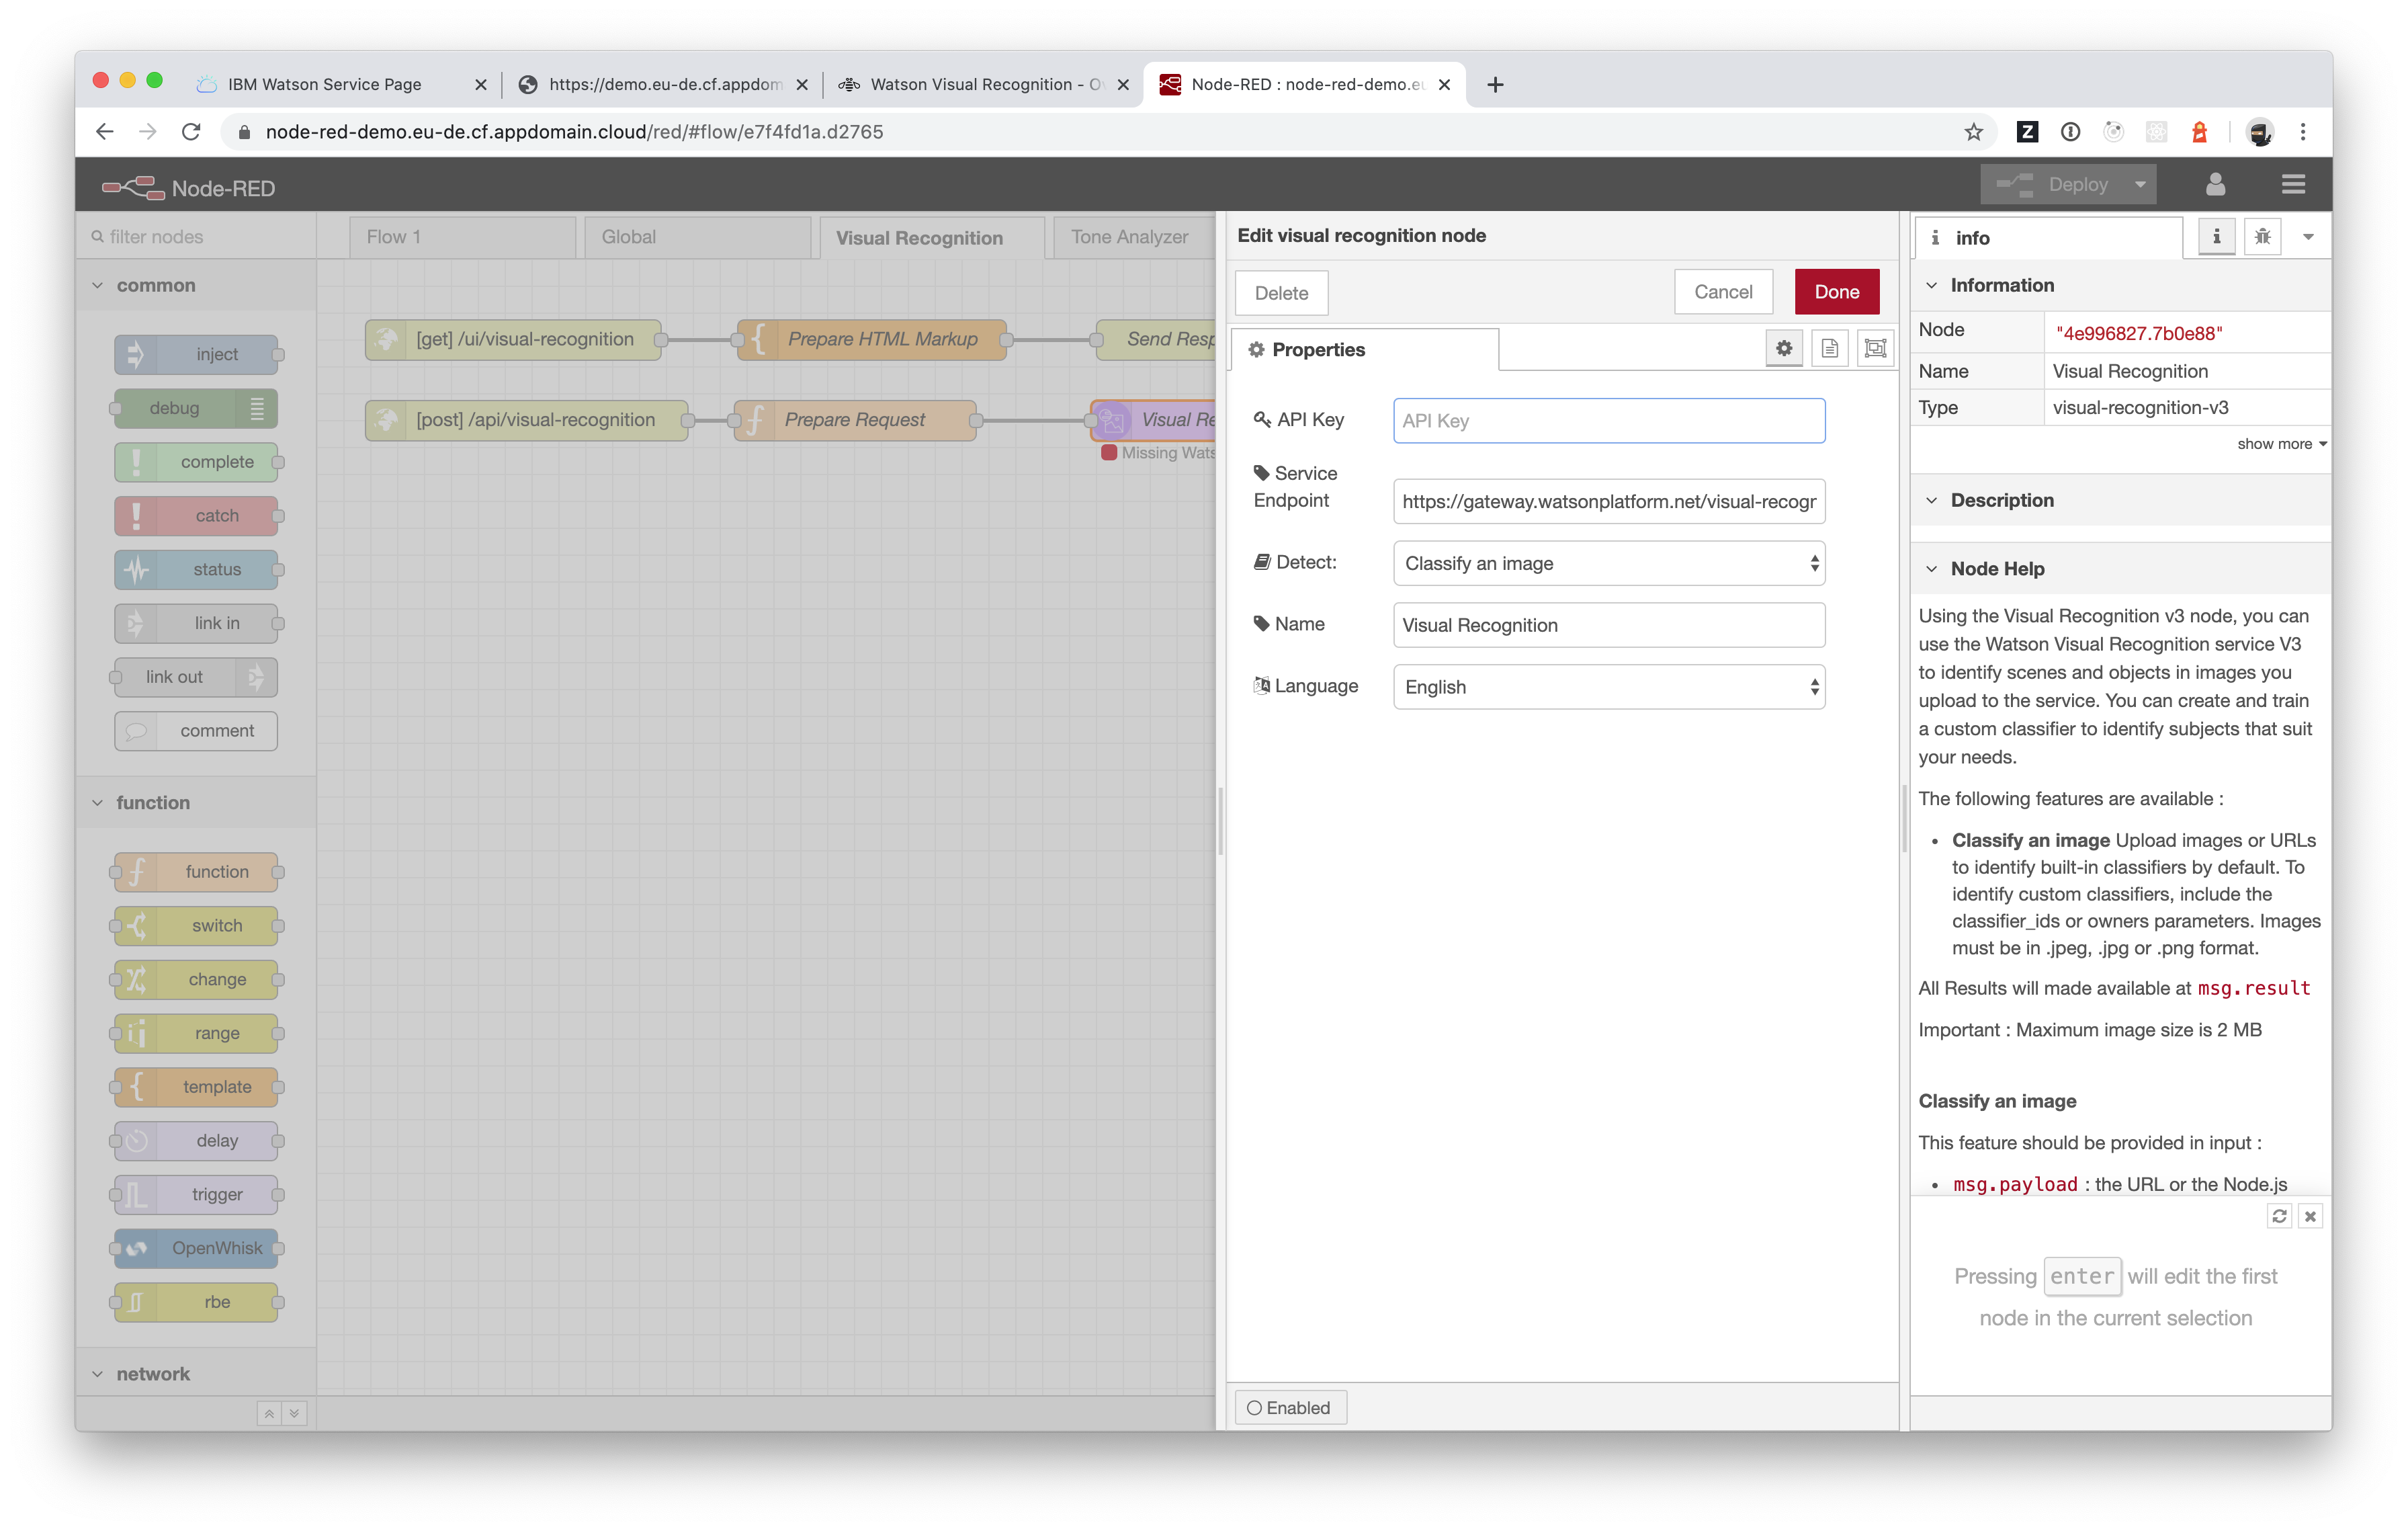 IBM Watson Service Page
https://demo.eu-de.cf.appdom
Watson Visual Recognition - O
Node-RED : node-red-demo.eu
node-red-demo.eu-de.cf.appdomain.cloud/red/#flow/e7f4fd1a.d2765
Node-RED
Deploy
filter nodes
Flow 1
Global
Visual Recognition
Tone Analyzer
common
inject
debug
complete
catch
status
link in
link out
comment
function
function
switch
change
range
template
delay
trigger
OpenWhisk
rbe
network
[get] /ui/visual-recognition
Prepare HTML Markup
Send Resp
[post] /api/visual-recognition
Prepare Request
Visual Re
Missing Wats
Edit visual recognition node
Delete
Cancel
Done
Properties
API Key
API Key
Service
Endpoint
https://gateway.watsonplatform.net/visual-recogr
Detect:
Classify an image
Name
Visual Recognition
Language
English
Enabled
info
Information
Node
"4e996827.7b0e88"
Name
Visual Recognition
Type
visual-recognition-v3
show more
Description
Node Help
Using the Visual Recognition v3 node, you can
use the Watson Visual Recognition service V3
to identify scenes and objects in images you
upload to the service. You can create and train
a custom classifier to identify subjects that suit
your needs.
The following features are available :
• Classify an image Upload images or URLs
to identify built-in classifiers by default. To
identify custom classifiers, include the
classifier_ids or owners parameters. Images
must be in .jpeg, .jpg or .png format.
All Results will made available at msg.result
Important : Maximum image size is 2 MB
Classify an image
This feature should be provided in input :
• msg.payload : the URL or the Node.js
Pressing enter will edit the first
node in the current selection